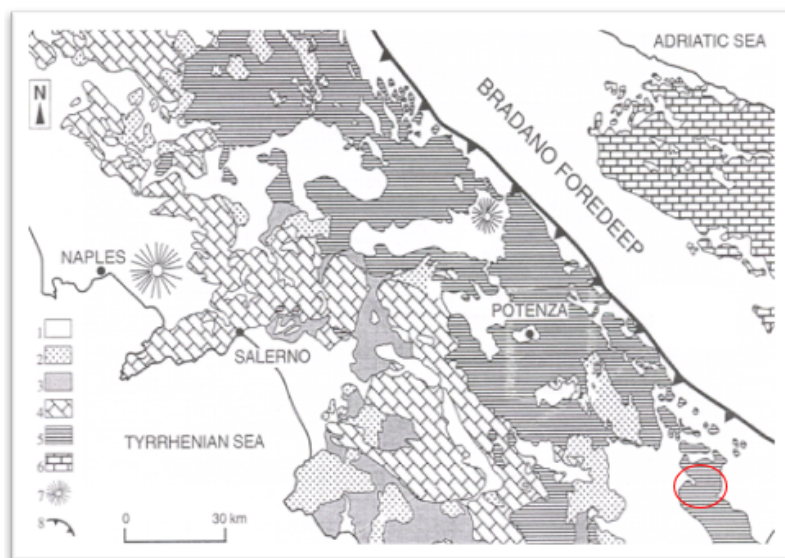 ADRIATIC SEA
N
BRADANO FOREDEEP
NAPLES
POTENZA
SALERNO
1
2
3
4
5
6
7
8
TYRRHENIAN SEA
0 30 km